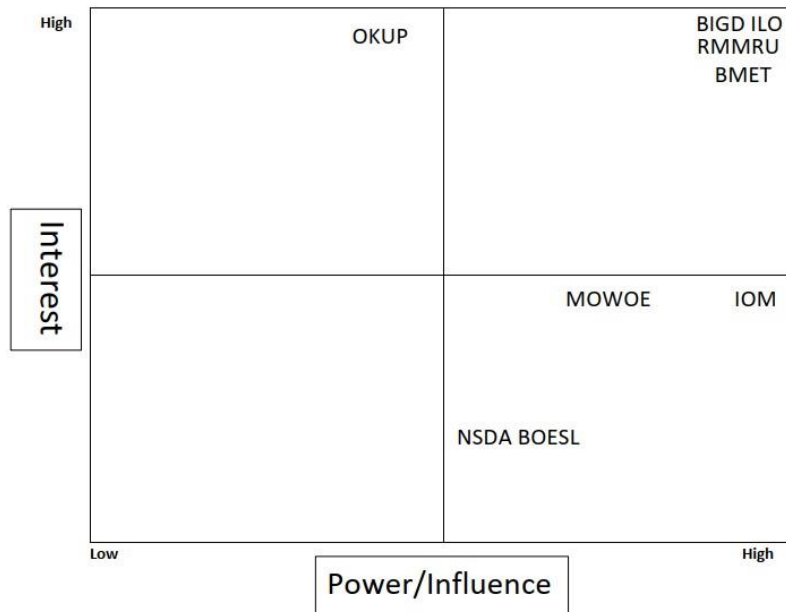 High
OKUP
BIGD ILO
RMMRU
BMET
Interest
MOWOE
IOM
NSDA BOESL
Low
High
Power/Influence